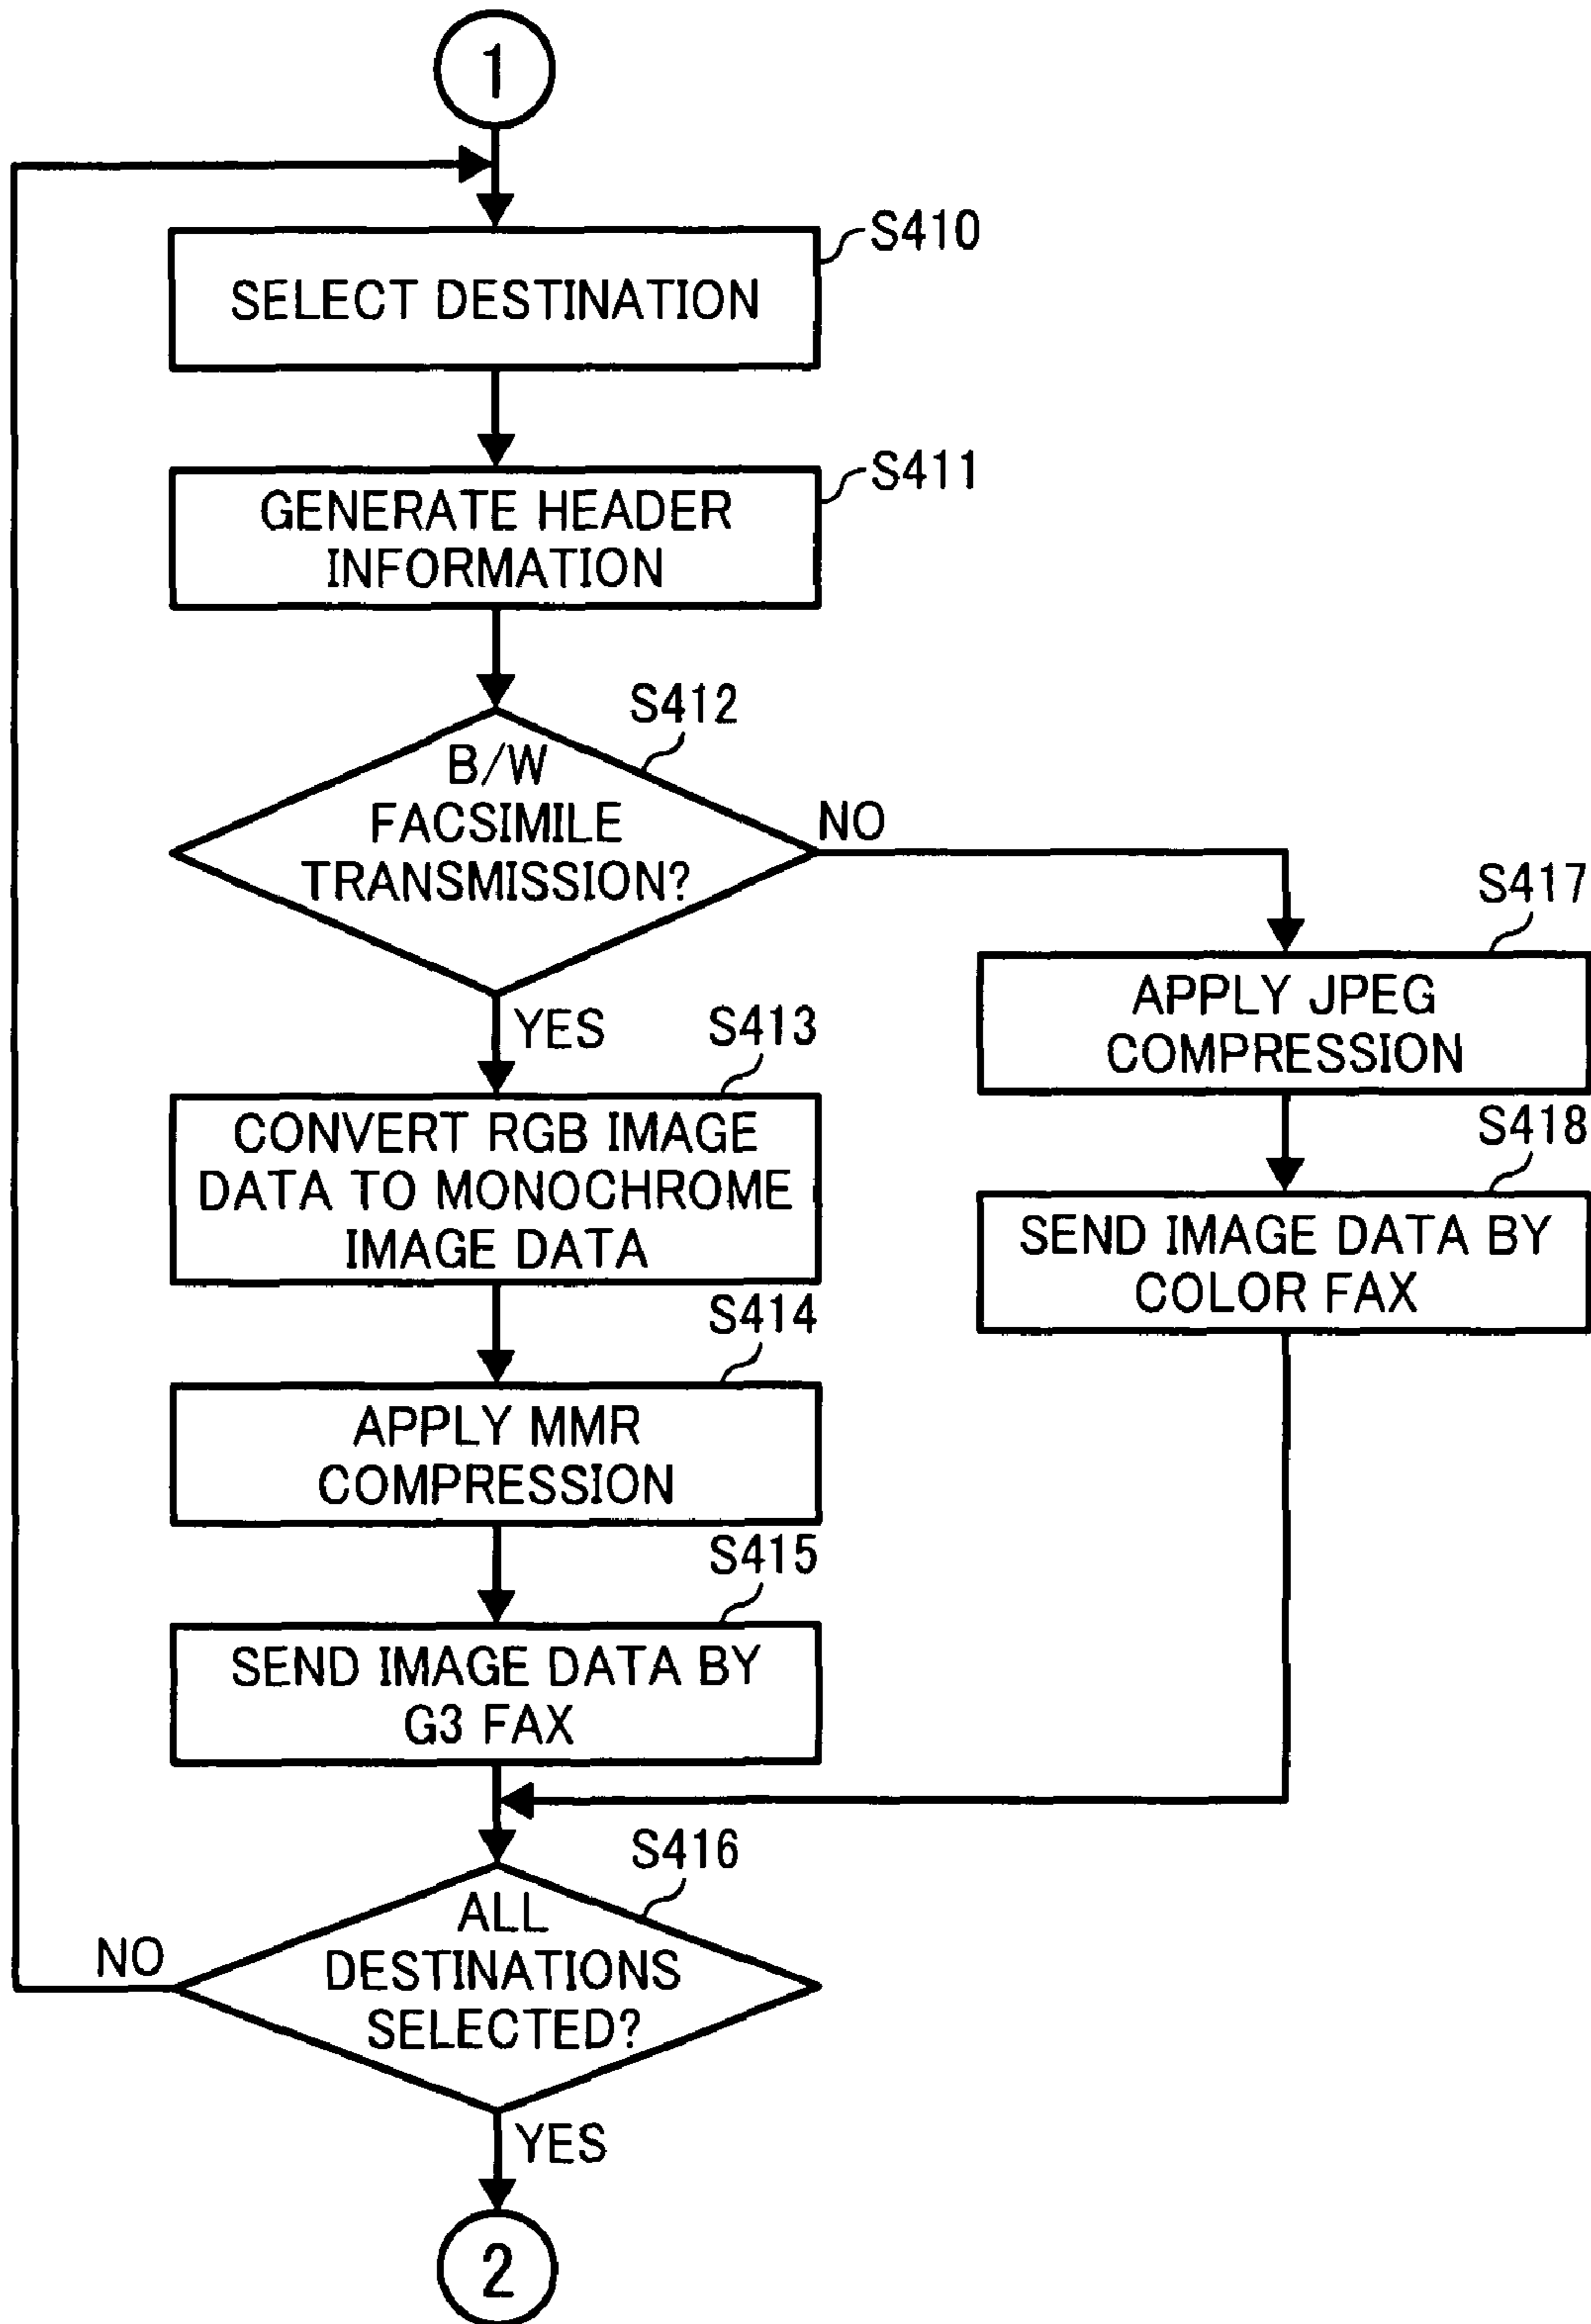 1
S410
SELECT DESTINATION
S411
GENERATE HEADER
INFORMATION
S412
B/W
FACSIMILE
TRANSMISSION?
NO
YES
S413
CONVERT RGB IMAGE
DATA TO MONOCHROME
IMAGE DATA
S414
APPLY MMR
COMPRESSION
S415
SEND IMAGE DATA BY
G3 FAX
S417
APPLY JPEG
COMPRESSION
S418
SEND IMAGE DATA BY
COLOR FAX
S416
ALL
DESTINATIONS
SELECTED?
NO
YES
2